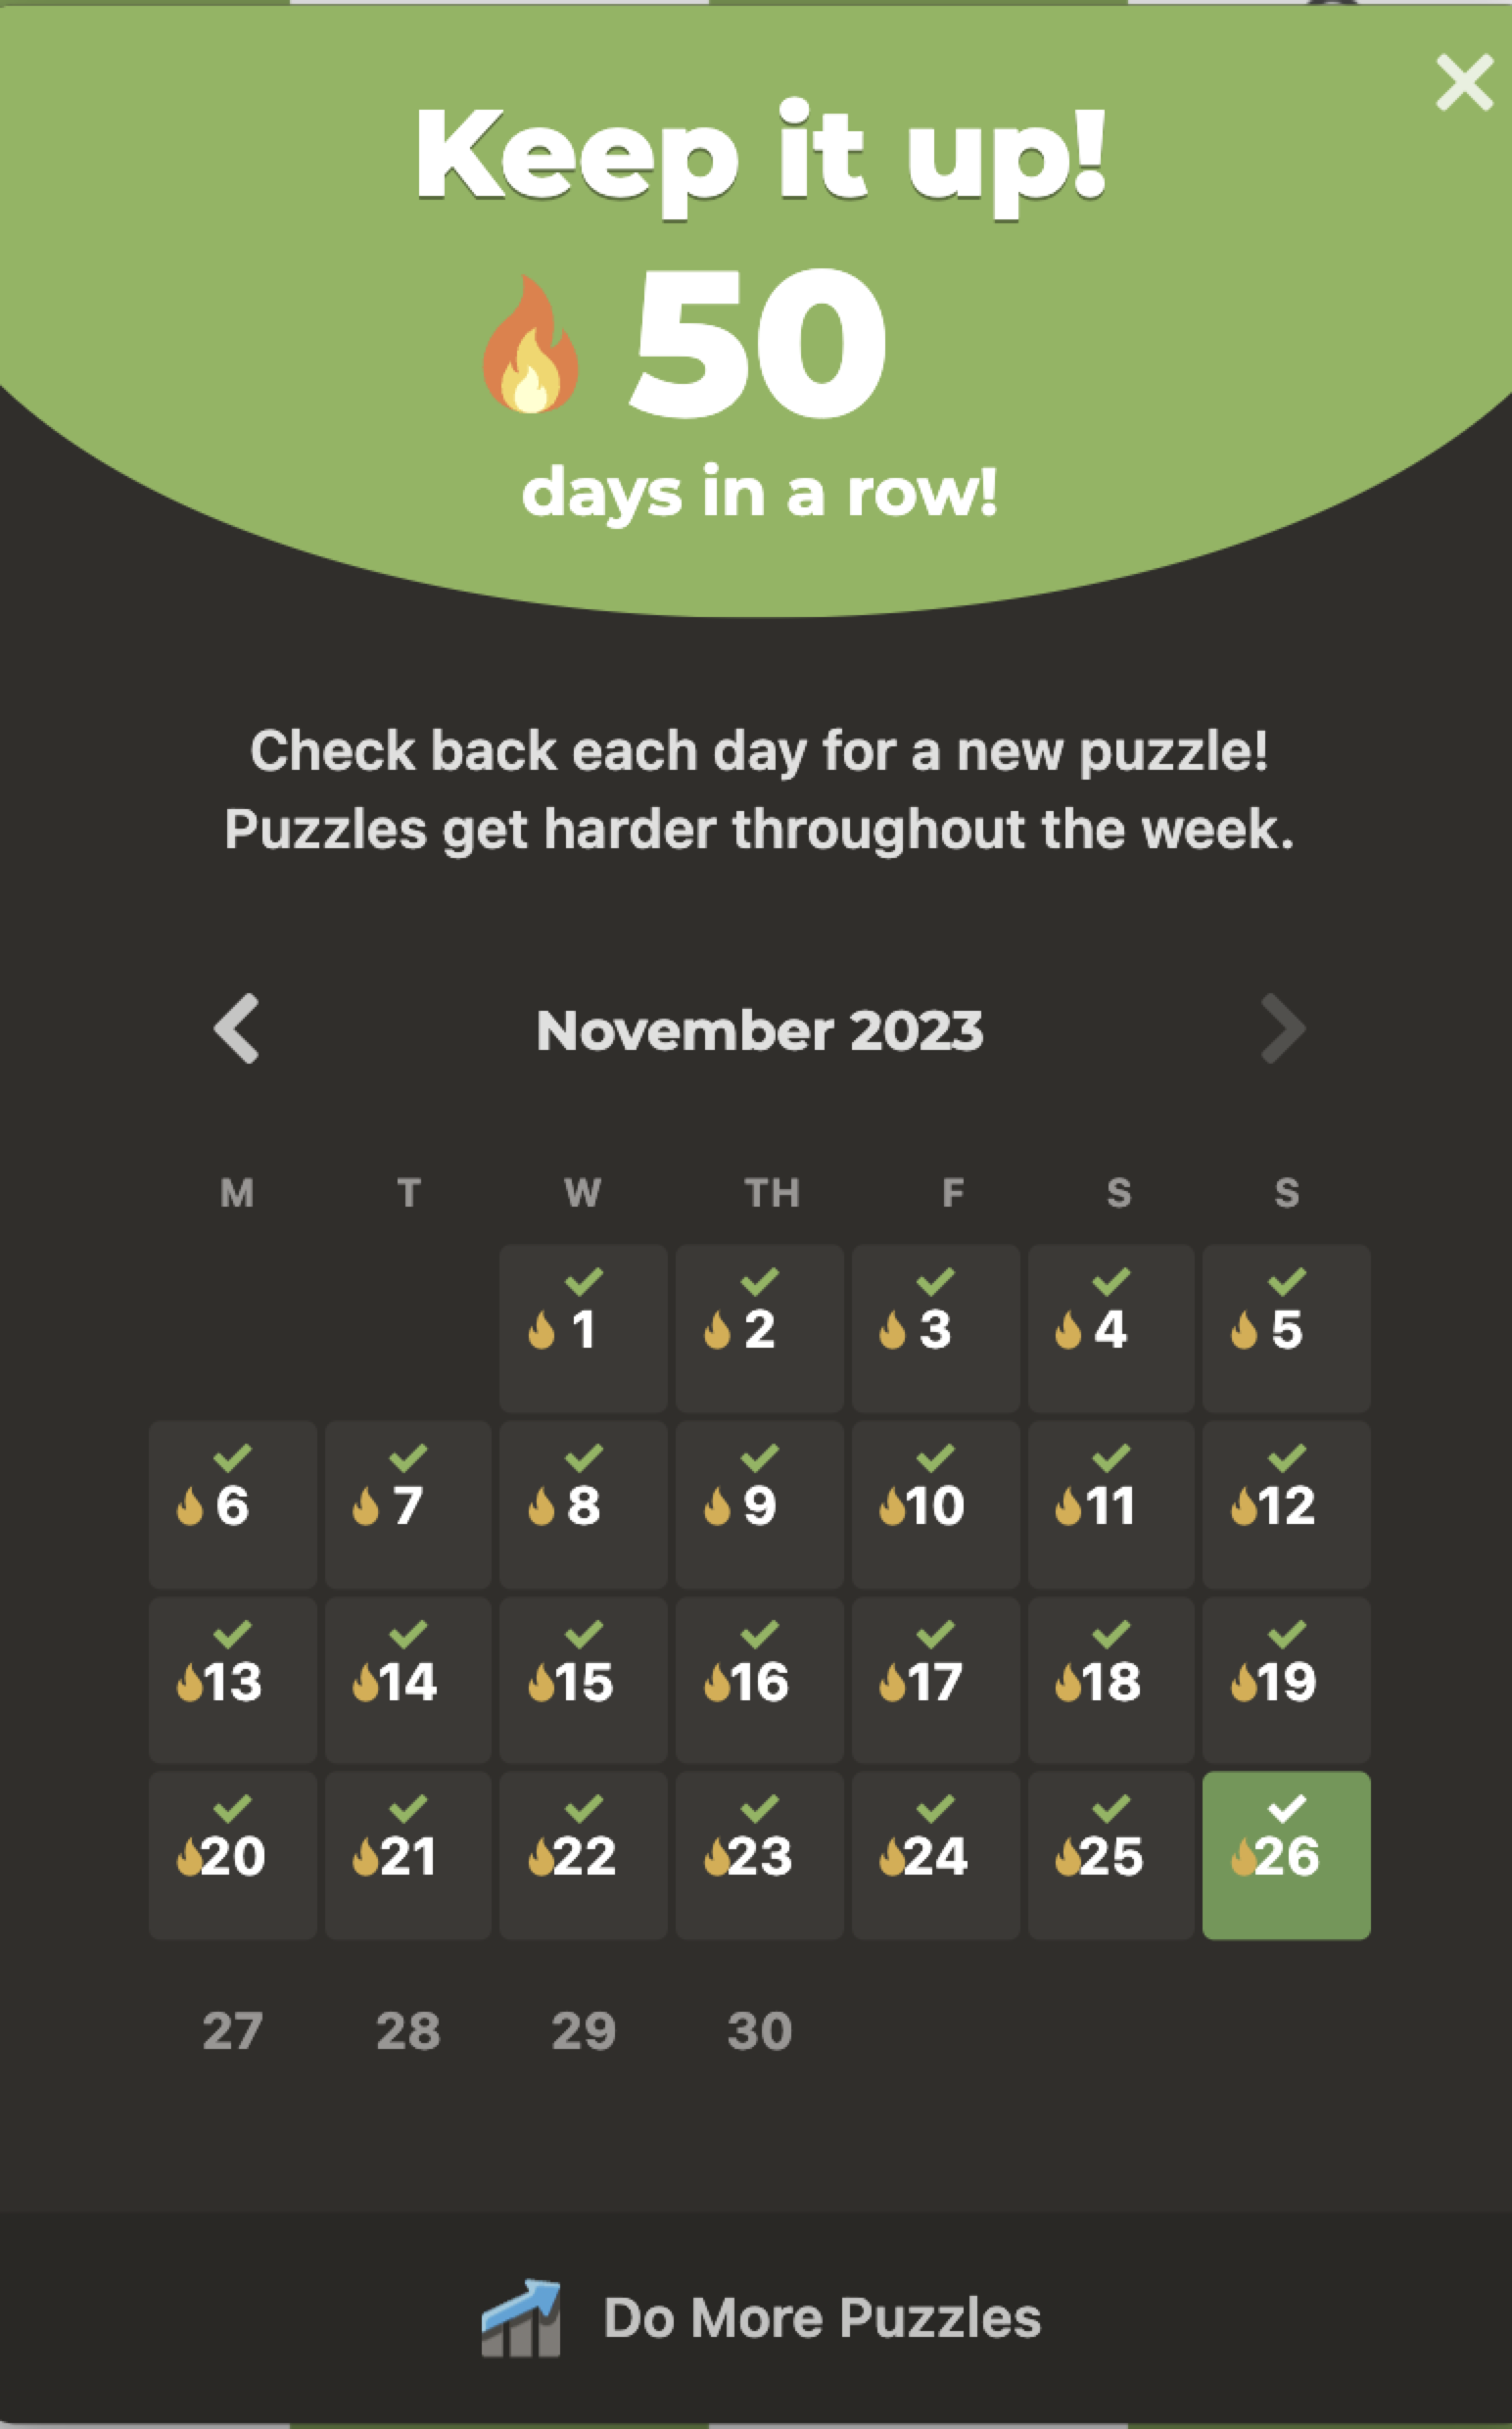 Keep it up!
50
days in a row!
Check back each day for a new puzzle!
Puzzles get harder throughout the week.
November 2023
M T W TH F S S
1 2 3 4 5
6 7 8 9 10 11 12
13 14 15 16 17 18 19
20 21 22 23 24 25 26
27 28 29 30
Do More Puzzles